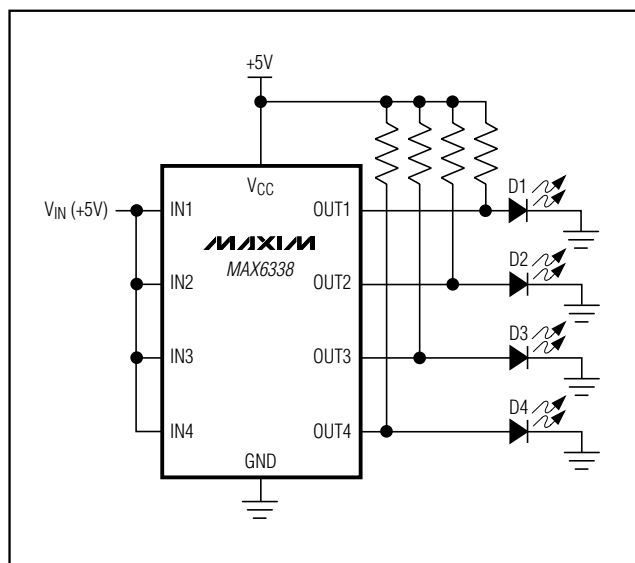 +5V
VCC
VIN (+5V)
IN1
OUT1
D1
MAXIM
MAX6338
D2
IN2
OUT2
D3
IN3
OUT3
D4
IN4
OUT4
GND